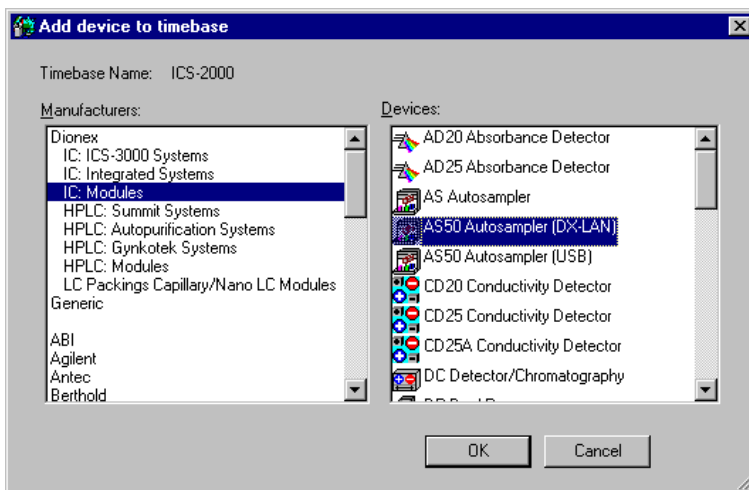 Add device to timebase
Timebase Name: ICS-2000
Manufacturers:
Dionex
IC: ICS-3000 Systems
IC: Integrated Systems
IC: Modules
HPLC: Summit Systems
HPLC: Autopurification Systems
HPLC: Gynkotek Systems
HPLC: Modules
LC Packings Capillary/Nano LC Modules
Generic
ABI
Agilent
Antec
Berthold
Devices:
AD20 Absorbance Detector
AD25 Absorbance Detector
AS Autosampler
AS50 Autosampler (DX-LAN)
AS50 Autosampler (USB)
CD20 Conductivity Detector
CD25 Conductivity Detector
CD25A Conductivity Detector
DC Detector/Chromatography
OK
Cancel